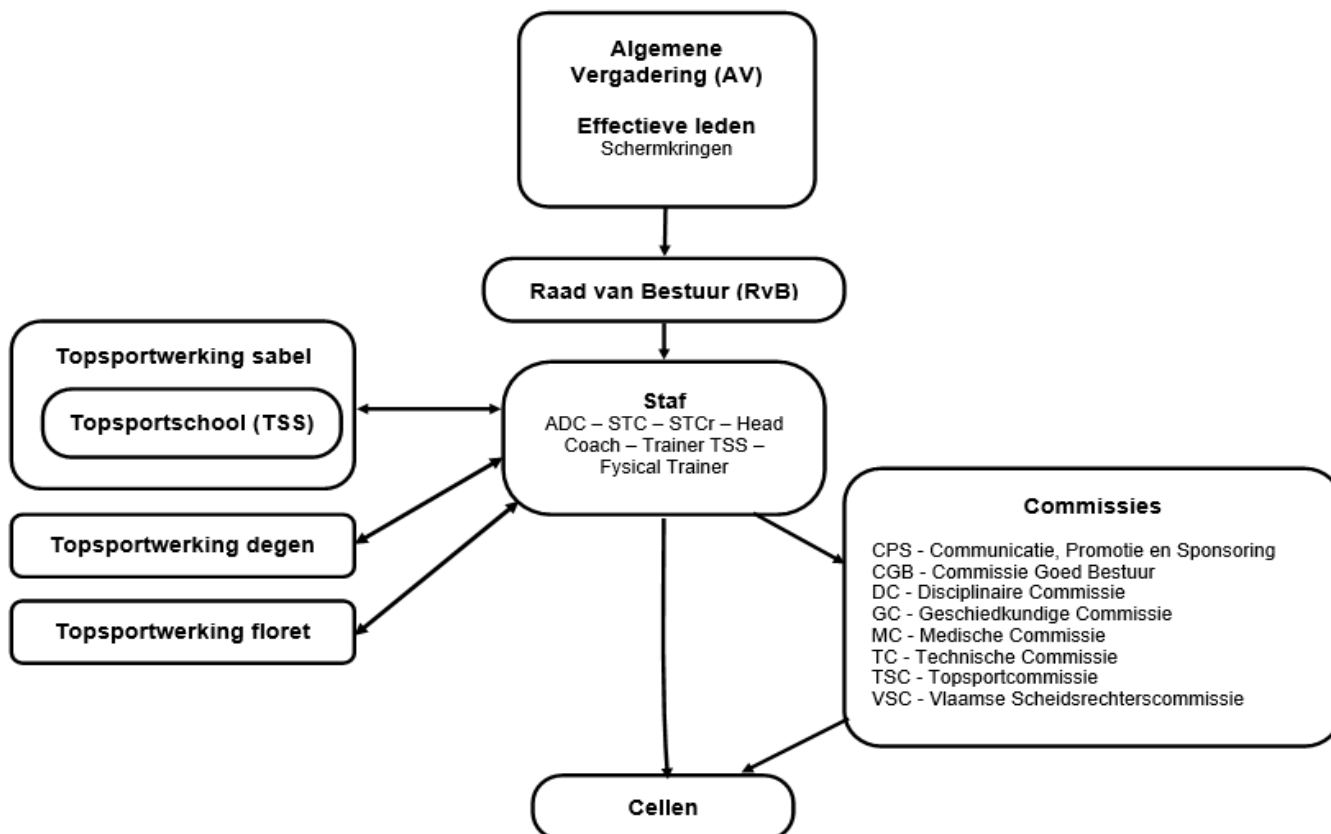 Algemene
Vergadering (AV)
Effectieve leden
Schermkringen
Raad van Bestuur (RvB)
Topsportwerking sabel
Topsportschool (TSS)
Staf
ADC – STC – STCr – Head
Coach – Trainer TSS –
Fysical Trainer
Topsportwerking degen
Topsportwerking floret
Commissies
CPS - Communicatie, Promotie en Sponsoring
CGB - Commissie Goed Bestuur
DC - Disciplinaire Commissie
GC - Geschiedkundige Commissie
MC - Medische Commissie
TC - Technische Commissie
TSC - Topsportcommissie
VSC - Vlaamse Scheidsrechterscommissie
Cellen